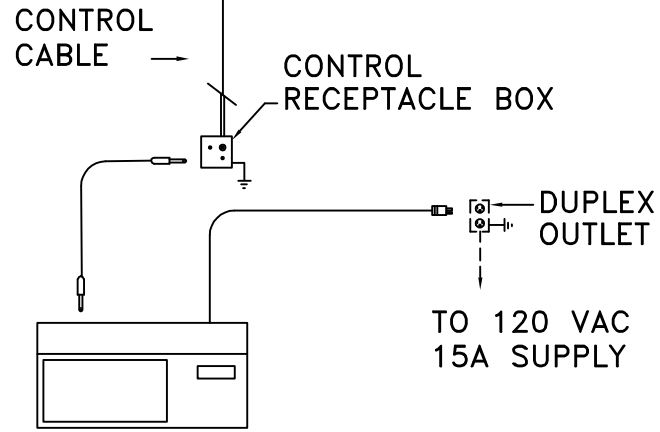 CONTROL
CABLE
CONTROL
RECEPTACLE BOX
DUPLEX
OUTLET
TO 120 VAC
15A SUPPLY